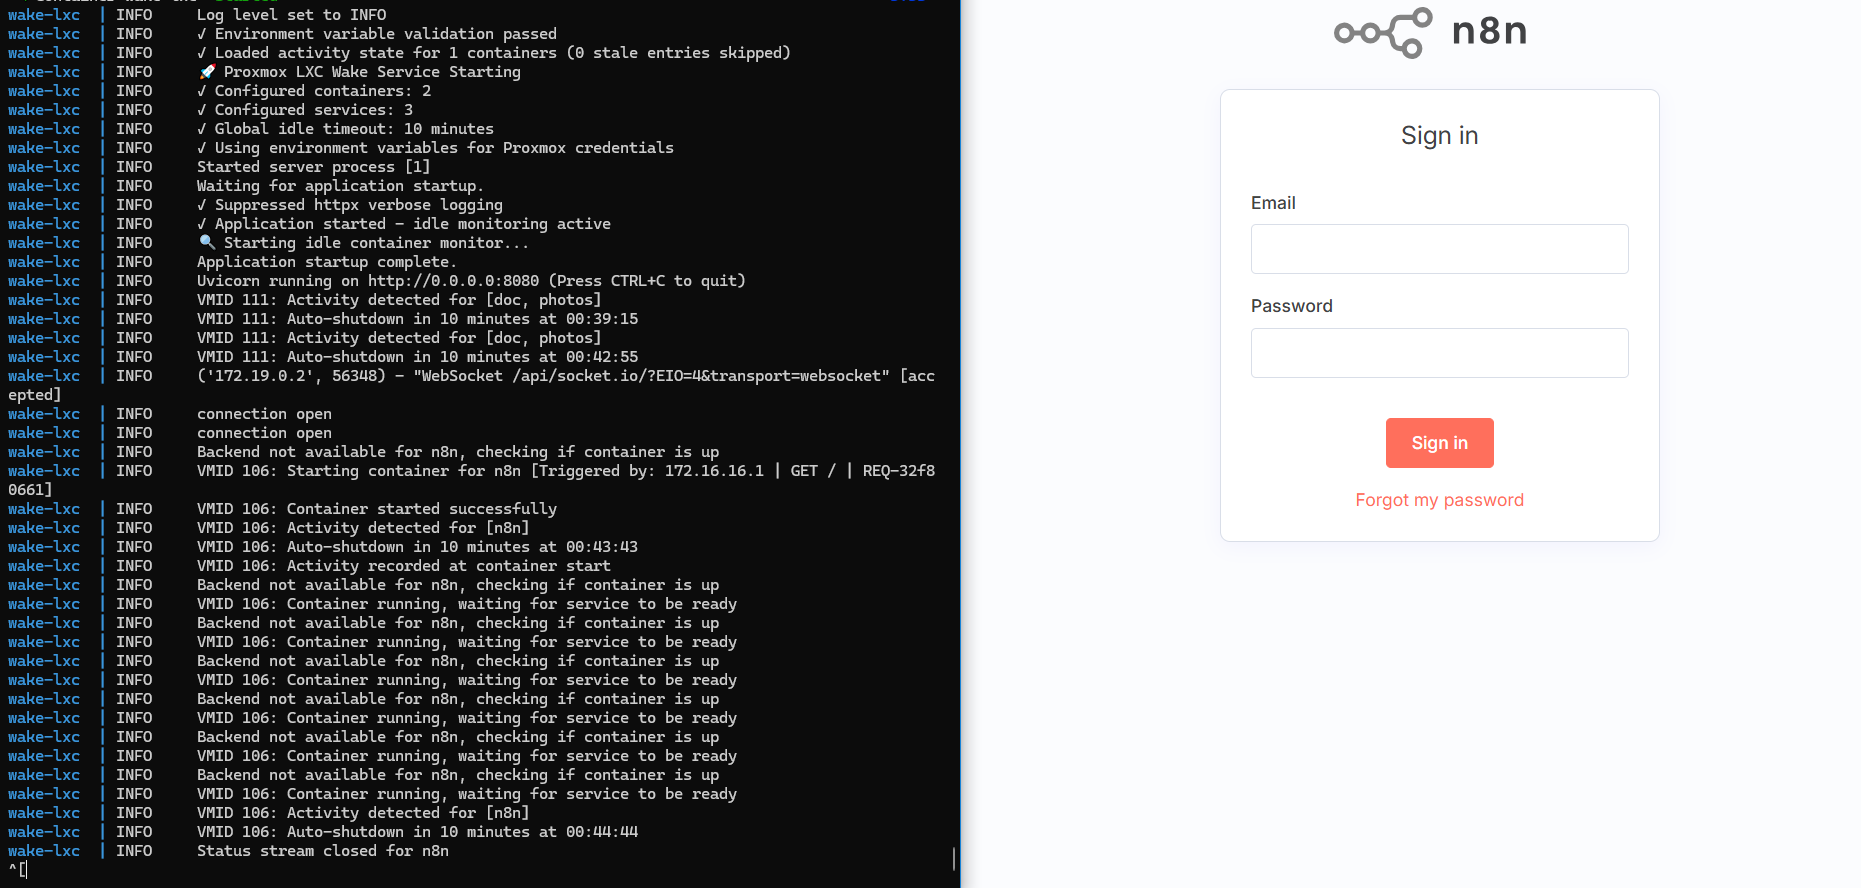 wake-lxc | INFO Log level set to INFO
wake-lxc | INFO ✓ Environment variable validation passed
wake-lxc | INFO ✓ Loaded activity state for 1 containers (0 stale entries skipped)
wake-lxc | INFO 🚀 Proxmox LXC Wake Service Starting
wake-lxc | INFO ✓ Configured containers: 2
wake-lxc | INFO ✓ Configured services: 3
wake-lxc | INFO ✓ Global idle timeout: 10 minutes
wake-lxc | INFO ✓ Using environment variables for Proxmox credentials
wake-lxc | INFO Started server process [1]
wake-lxc | INFO Waiting for application startup.
wake-lxc | INFO ✓ Suppressed httpx verbose logging
wake-lxc | INFO ✓ Application started - idle monitoring active
wake-lxc | INFO 🔍 Starting idle container monitor...
wake-lxc | INFO Application startup complete.
wake-lxc | INFO Uvicorn running on http://0.0.0.0:8080 (Press CTRL+C to quit)
wake-lxc | INFO VMID 111: Activity detected for [doc, photos]
wake-lxc | INFO VMID 111: Auto-shutdown in 10 minutes at 00:39:15
wake-lxc | INFO VMID 111: Activity detected for [doc, photos]
wake-lxc | INFO VMID 111: Auto-shutdown in 10 minutes at 00:42:55
wake-lxc | INFO ('172.19.0.2', 56348) - "WebSocket /api/socket.io/?EIO=4&transport=websocket" [acc
epted]
wake-lxc | INFO connection open
wake-lxc | INFO connection open
wake-lxc | INFO Backend not available for n8n, checking if container is up
wake-lxc | INFO VMID 106: Starting container for n8n [Triggered by: 172.16.16.1 | GET / | REQ-32f8
0661]
wake-lxc | INFO VMID 106: Container started successfully
wake-lxc | INFO VMID 106: Activity detected for [n8n]
wake-lxc | INFO VMID 106: Auto-shutdown in 10 minutes at 00:43:43
wake-lxc | INFO VMID 106: Activity recorded at container start
wake-lxc | INFO Backend not available for n8n, checking if container is up
wake-lxc | INFO VMID 106: Container running, waiting for service to be ready
wake-lxc | INFO Backend not available for n8n, checking if container is up
wake-lxc | INFO VMID 106: Container running, waiting for service to be ready
wake-lxc | INFO Backend not available for n8n, checking if container is up
wake-lxc | INFO VMID 106: Container running, waiting for service to be ready
wake-lxc | INFO Backend not available for n8n, checking if container is up
wake-lxc | INFO VMID 106: Container running, waiting for service to be ready
wake-lxc | INFO Backend not available for n8n, checking if container is up
wake-lxc | INFO VMID 106: Container running, waiting for service to be ready
wake-lxc | INFO Backend not available for n8n, checking if container is up
wake-lxc | INFO VMID 106: Container running, waiting for service to be ready
wake-lxc | INFO VMID 106: Activity detected for [n8n]
wake-lxc | INFO VMID 106: Auto-shutdown in 10 minutes at 00:44:44
wake-lxc | INFO Status stream closed for n8n
^[
n8n
Sign in
Email
Password
Sign in
Forgot my password